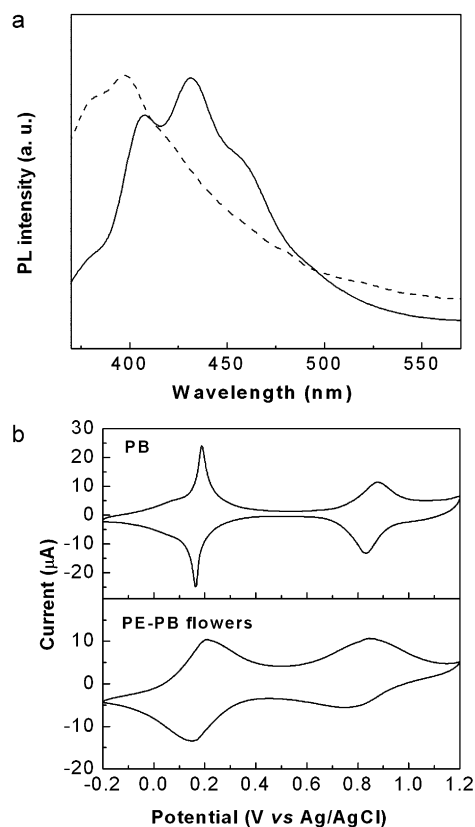 a
PL intensity (a. u.)
400 450 500 550
Wavelength (nm)
b
30
20
10
0
-10
-20
PB
Current (μA)
10
0
-10
-20
PE-PB flowers
-0.2 0.0 0.2 0.4 0.6 0.8 1.0 1.2
Potential (V vs Ag/AgCl)